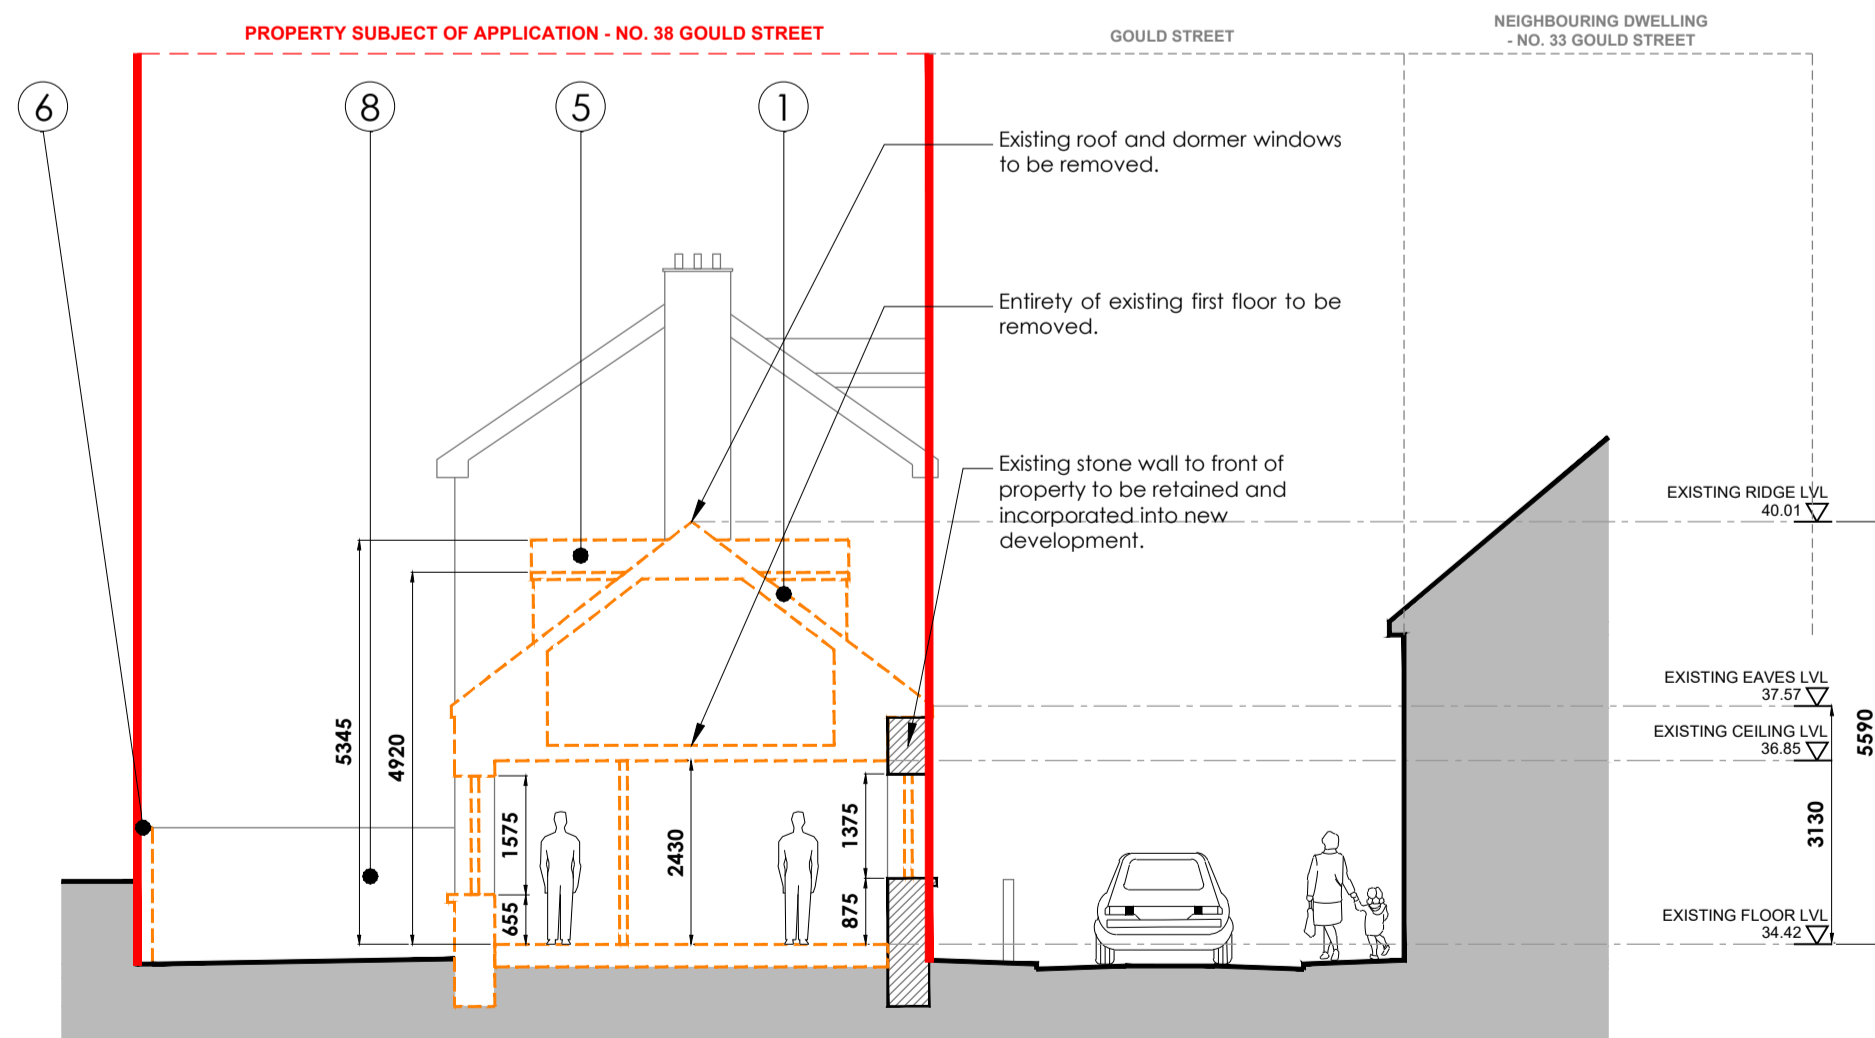 PROPERTY SUBJECT OF APPLICATION - NO. 38 GOULD STREET
GOULD STREET
NEIGHBOURING DWELLING
- NO. 33 GOULD STREET
6
8
5
1
Existing roof and dormer windows
to be removed.
Entirety of existing first floor to be
removed.
Existing stone wall to front of
property to be retained and
incorporated into new
development.
EXISTING RIDGE LVL
40.01
EXISTING EAVES LVL
37.57
EXISTING CEILING LVL
36.85
EXISTING FLOOR LVL
34.42
5345
4920
1575
655
2430
1375
875
3130
5590